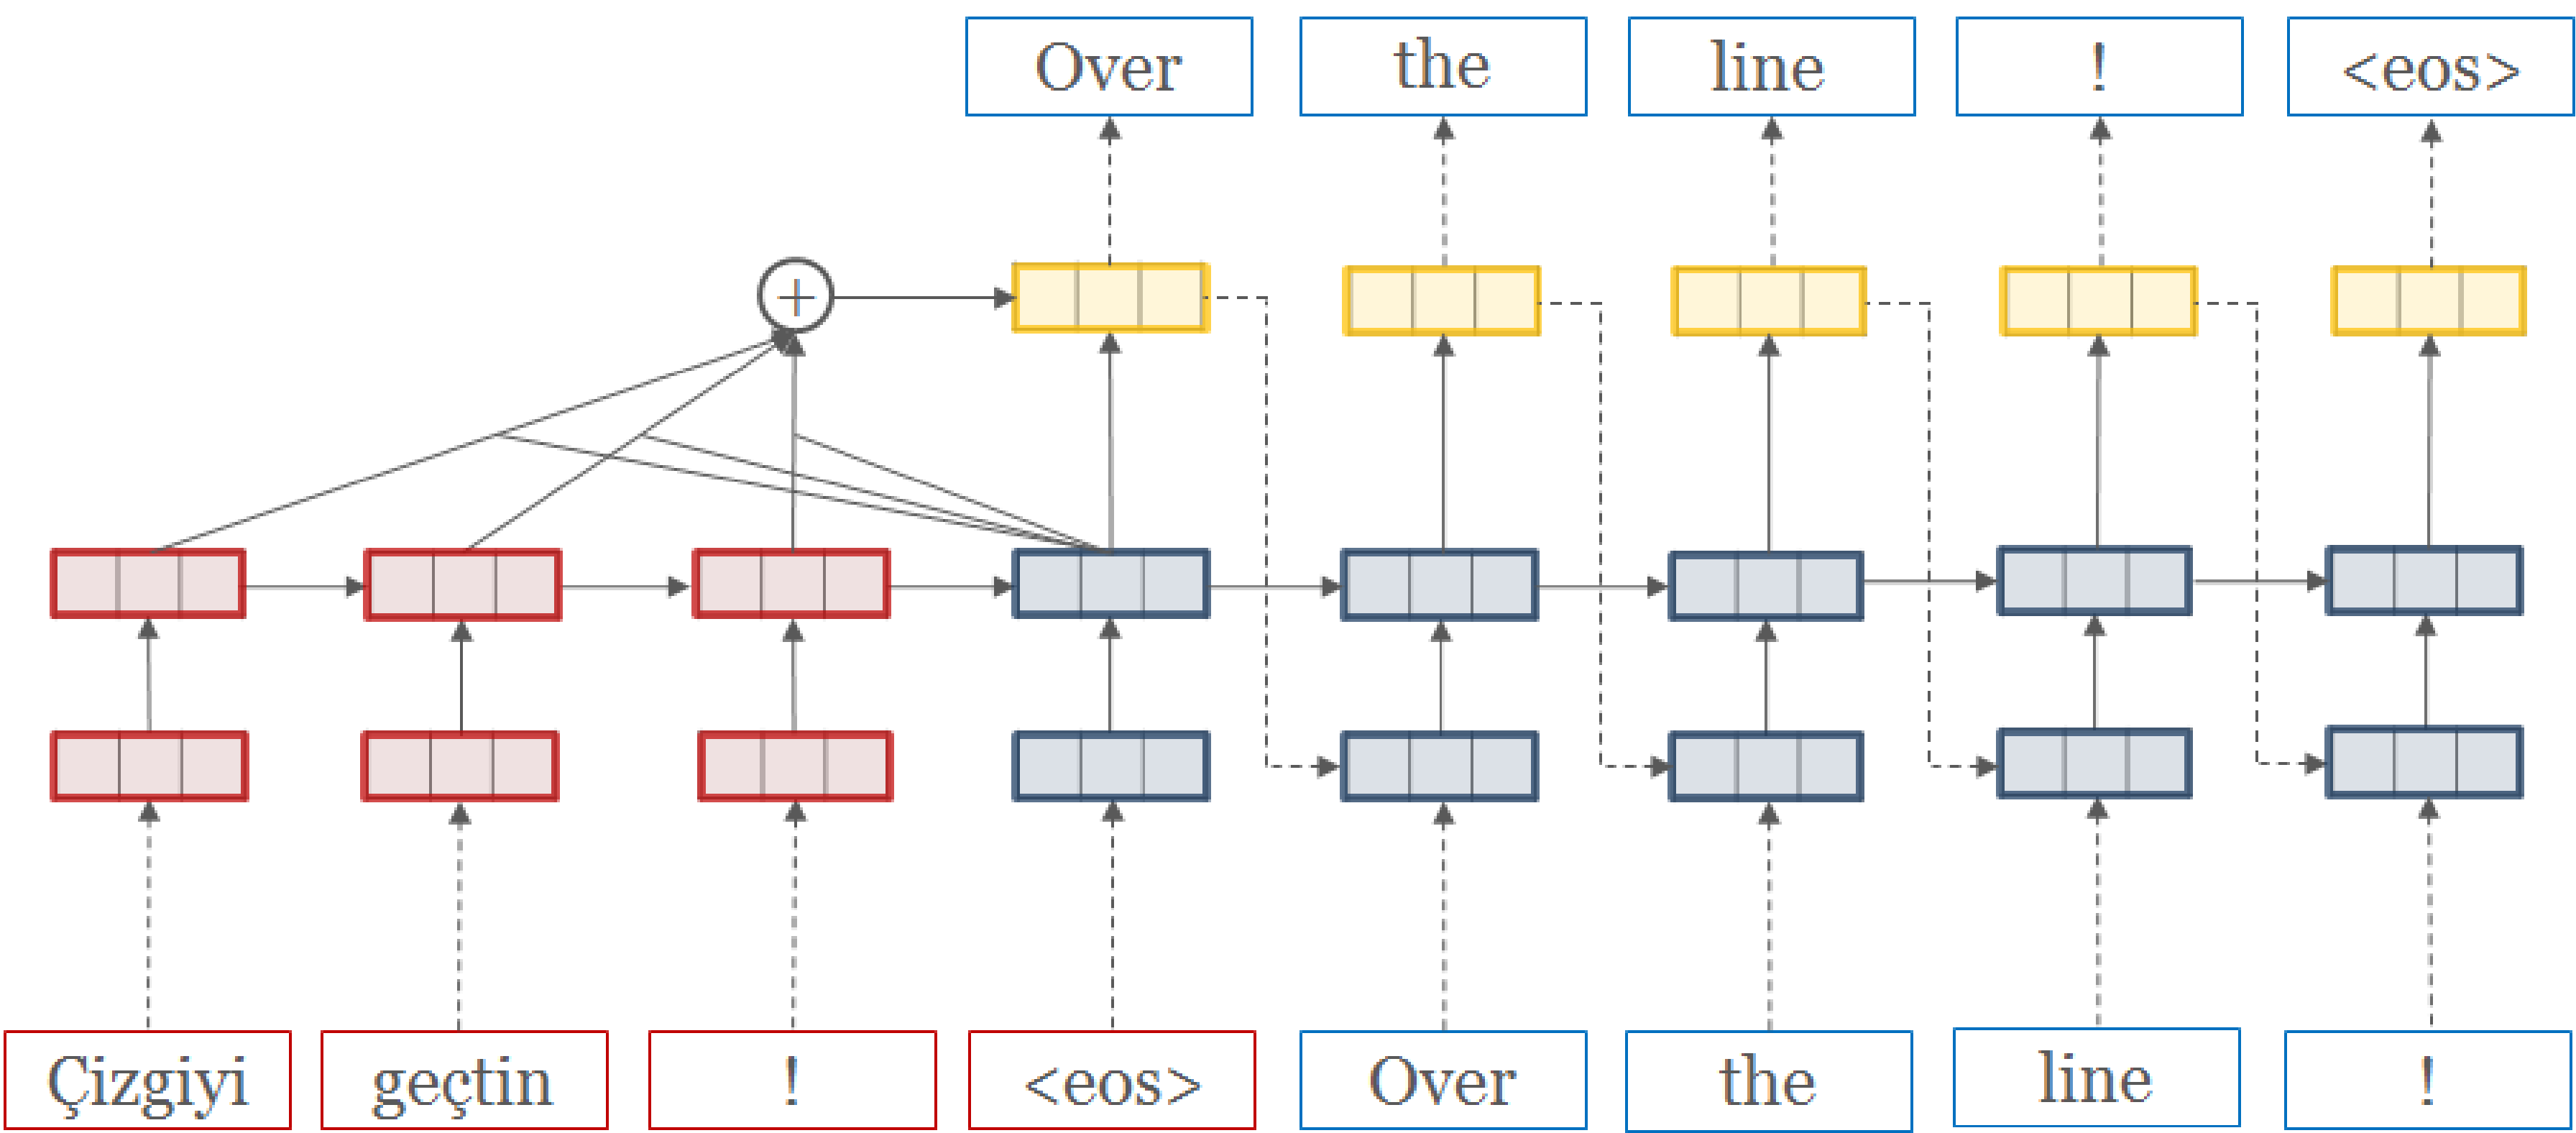 Over the line ! <eos>
+
Çizgiyi geçtin ! <eos> Over the line !